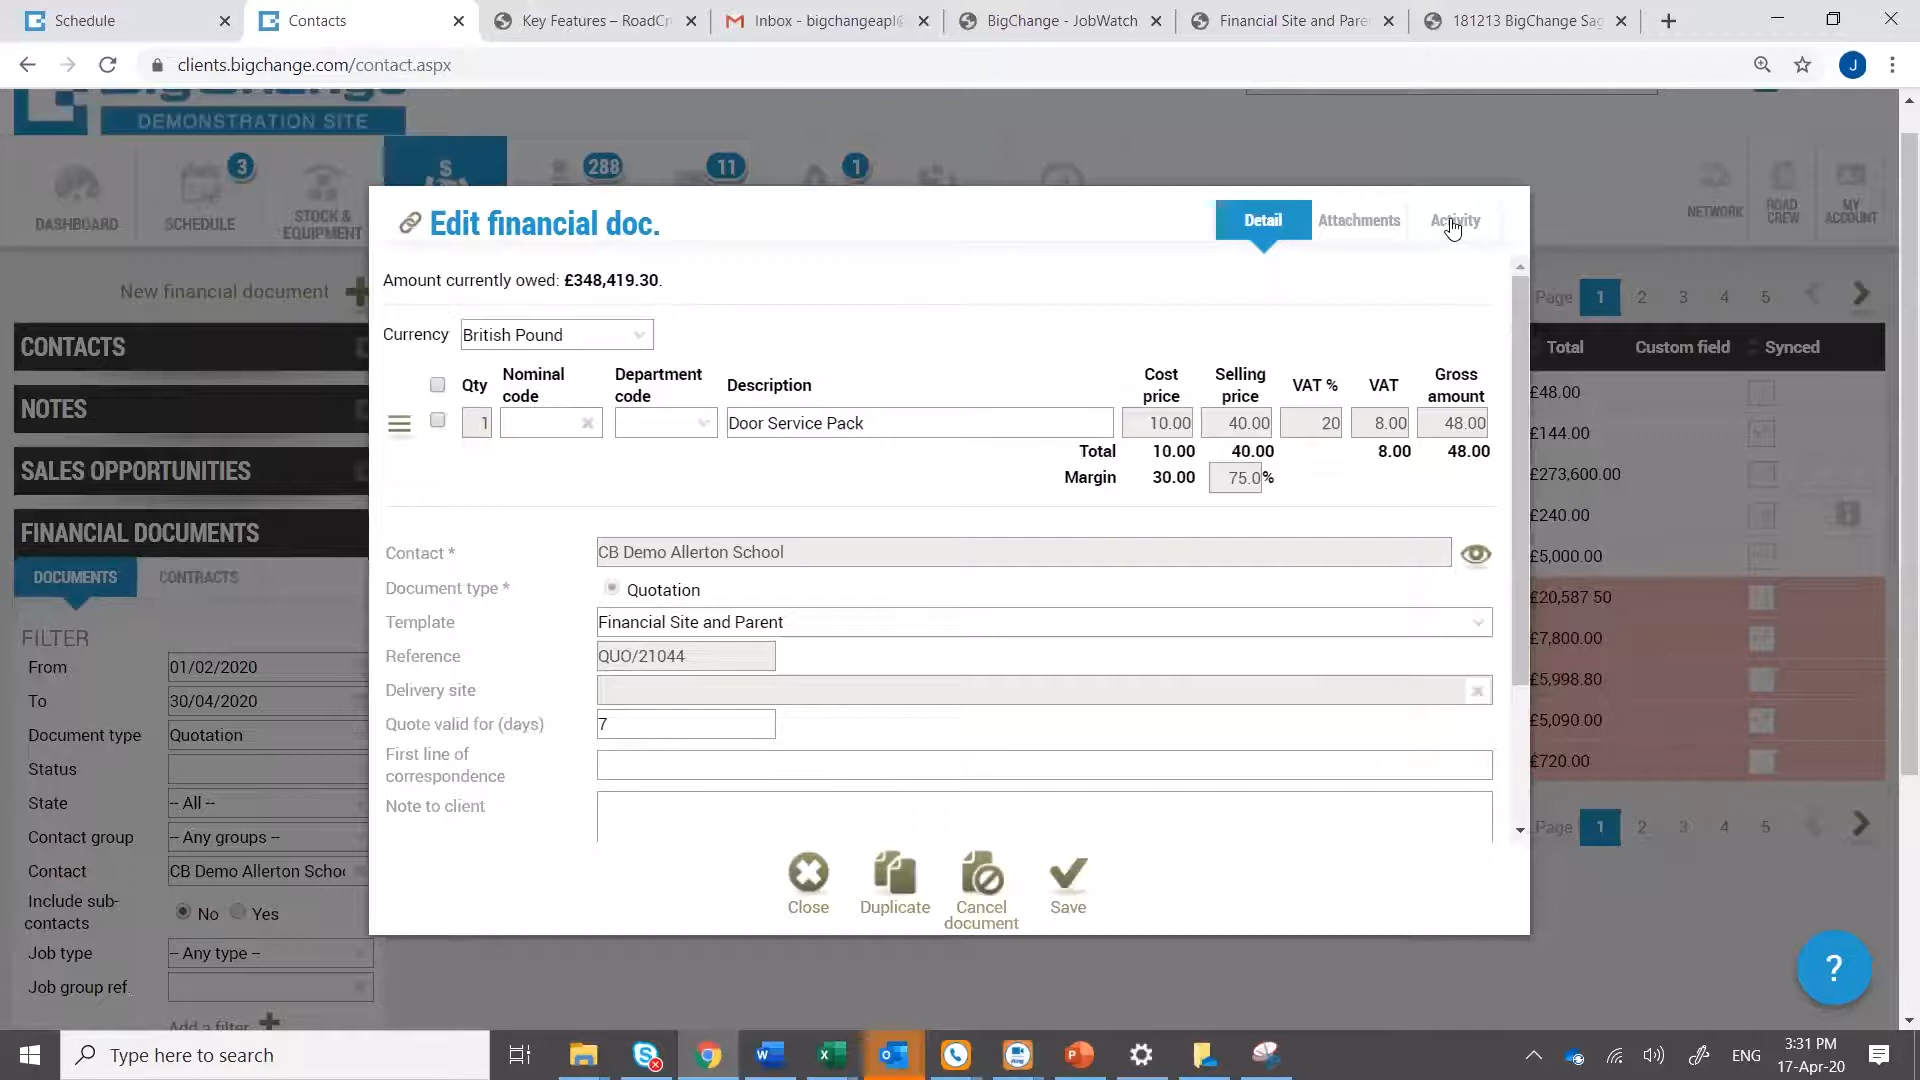 Schedule
Contacts
Key Features – RoadCr
Inbox - bigchangeapl@
BigChange - JobWatch
Financial Site and Pare
181213 BigChange Sag
clients.bigchange.com/contact.aspx
DEMONSTRATION SITE
DASHBOARD
3
SCHEDULE
STOCK & EQUIPMENT
288
11
1
NETWORK
ROAD CREW
MY ACCOUNT
New financial document
CONTACTS
NOTES
SALES OPPORTUNITIES
FINANCIAL DOCUMENTS
DOCUMENTS CONTRACTS
FILTER
From 01/02/2020
To 30/04/2020
Document type Quotation
Status
State -- All --
Contact group -- Any groups --
Contact CB Demo Allerton Schoo
Include sub-contacts No Yes
Job type -- Any type --
Job group ref.
Add a filter
Edit financial doc.
Detail Attachments Activity
Amount currently owed: £348,419.30.
Currency British Pound
Qty Nominal code Department code Description Cost price Selling price VAT % VAT Gross amount
1 Door Service Pack 10.00 40.00 20 8.00 48.00
Total 10.00 40.00 8.00 48.00
Margin 30.00 75.0%
Contact * CB Demo Allerton School
Document type * Quotation
Template Financial Site and Parent
Reference QUO/21044
Delivery site
Quote valid for (days) 7
First line of correspondence
Note to client
Close Duplicate Cancel document Save
Page 1 2 3 4 5
Total Custom field Synced
£48.00
£144.00
£273,600.00
£240.00
£5,000.00
£20,587.50
£7,800.00
£5,998.80
£5,090.00
£720.00
Page 1 2 3 4 5
?
Type here to search
ENG
3:31 PM
17-Apr-20